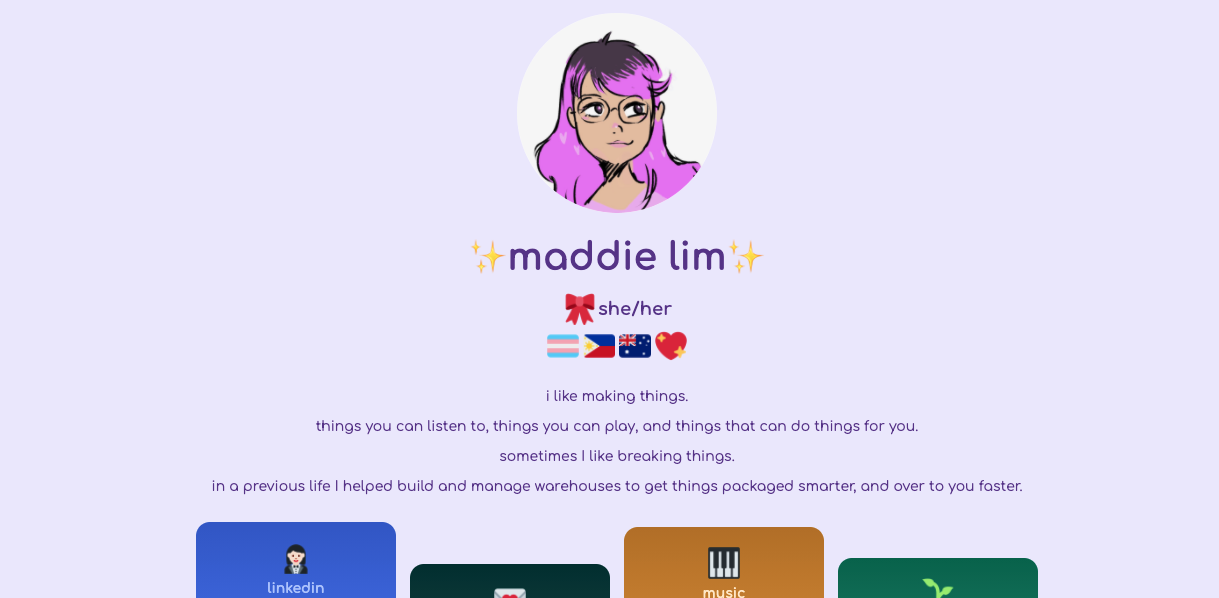 ✨maddie lim✨
🎀she/her
🏳️‍⚧️🇵🇭🇦🇺💖
i like making things.
things you can listen to, things you can play, and things that can do things for you.
sometimes I like breaking things.
in a previous life I helped build and manage warehouses to get things packaged smarter, and over to you faster.
linkedin
music